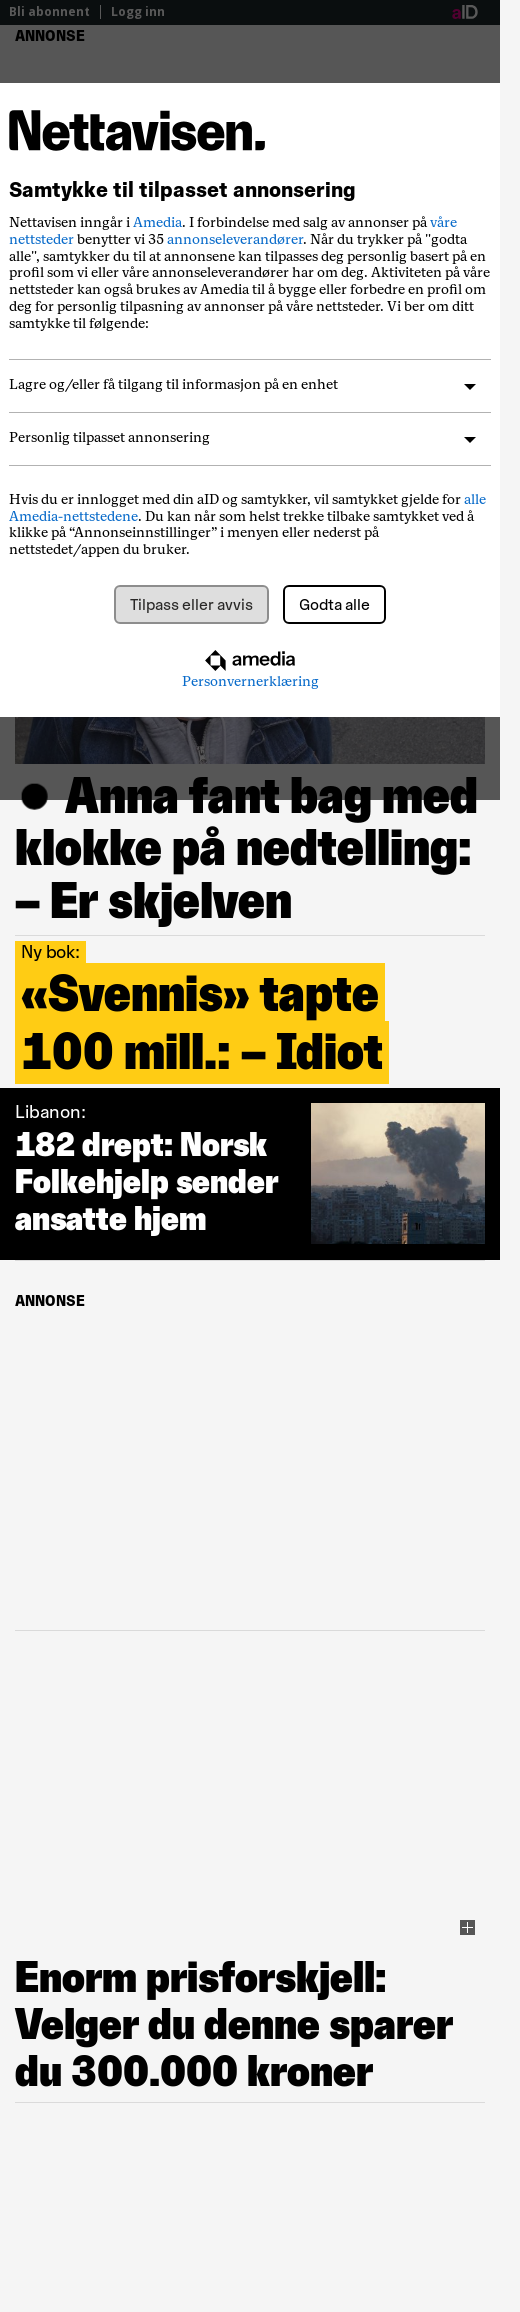 Bli abonnent
Logg inn
aID
ANNONSE
Nettavisen.
Samtykke til tilpasset annonsering
Nettavisen inngår i Amedia. I forbindelse med salg av annonser på våre
nettsteder benytter vi 35 annonseleverandører. Når du trykker på "godta
alle", samtykker du til at annonsene kan tilpasses deg personlig basert på en
profil som vi eller våre annonseleverandører har om deg. Aktiviteten på våre
nettsteder kan også brukes av Amedia til å bygge eller forbedre en profil om
deg for personlig tilpasning av annonser på våre nettsteder. Vi ber om ditt
samtykke til følgende:
Lagre og/eller få tilgang til informasjon på en enhet
Personlig tilpasset annonsering
Hvis du er innlogget med din aID og samtykker, vil samtykket gjelde for alle
Amedia-nettstedene. Du kan når som helst trekke tilbake samtykket ved å
klikke på “Annonseinnstillinger” i menyen eller nederst på
nettstedet/appen du bruker.
Tilpass eller avvis
Godta alle
amedia
Personvernerklæring
Anna fant bag med
klokke på nedtelling:
– Er skjelven
Ny bok:
«Svennis» tapte
100 mill.: – Idiot
Libanon:
182 drept: Norsk
Folkehjelp sender
ansatte hjem
ANNONSE
Enorm prisforskjell:
Velger du denne sparer
du 300.000 kroner